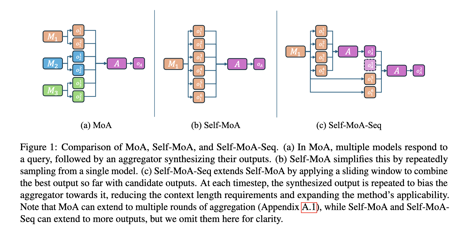 M₁
M₂
M₃
A
M₁
A
M₁
A
(a) MoA
(b) Self-MoA
(c) Self-MoA-Seq
Figure 1: Comparison of MoA, Self-MoA, and Self-MoA-Seq. (a) In MoA, multiple models respond to
a query, followed by an aggregator synthesizing their outputs. (b) Self-MoA simplifies this by repeatedly
sampling from a single model. (c) Self-MoA-Seq extends Self-MoA by applying a sliding window to combine
the best output so far with candidate outputs. At each timestep, the synthesized output is repeated to bias the
aggregator towards it, reducing the context length requirements and expanding the method's applicability.
Note that MoA can extend to multiple rounds of aggregation (Appendix A.1), while Self-MoA and Self-MoA-
Seq can extend to more outputs, but we omit them here for clarity.